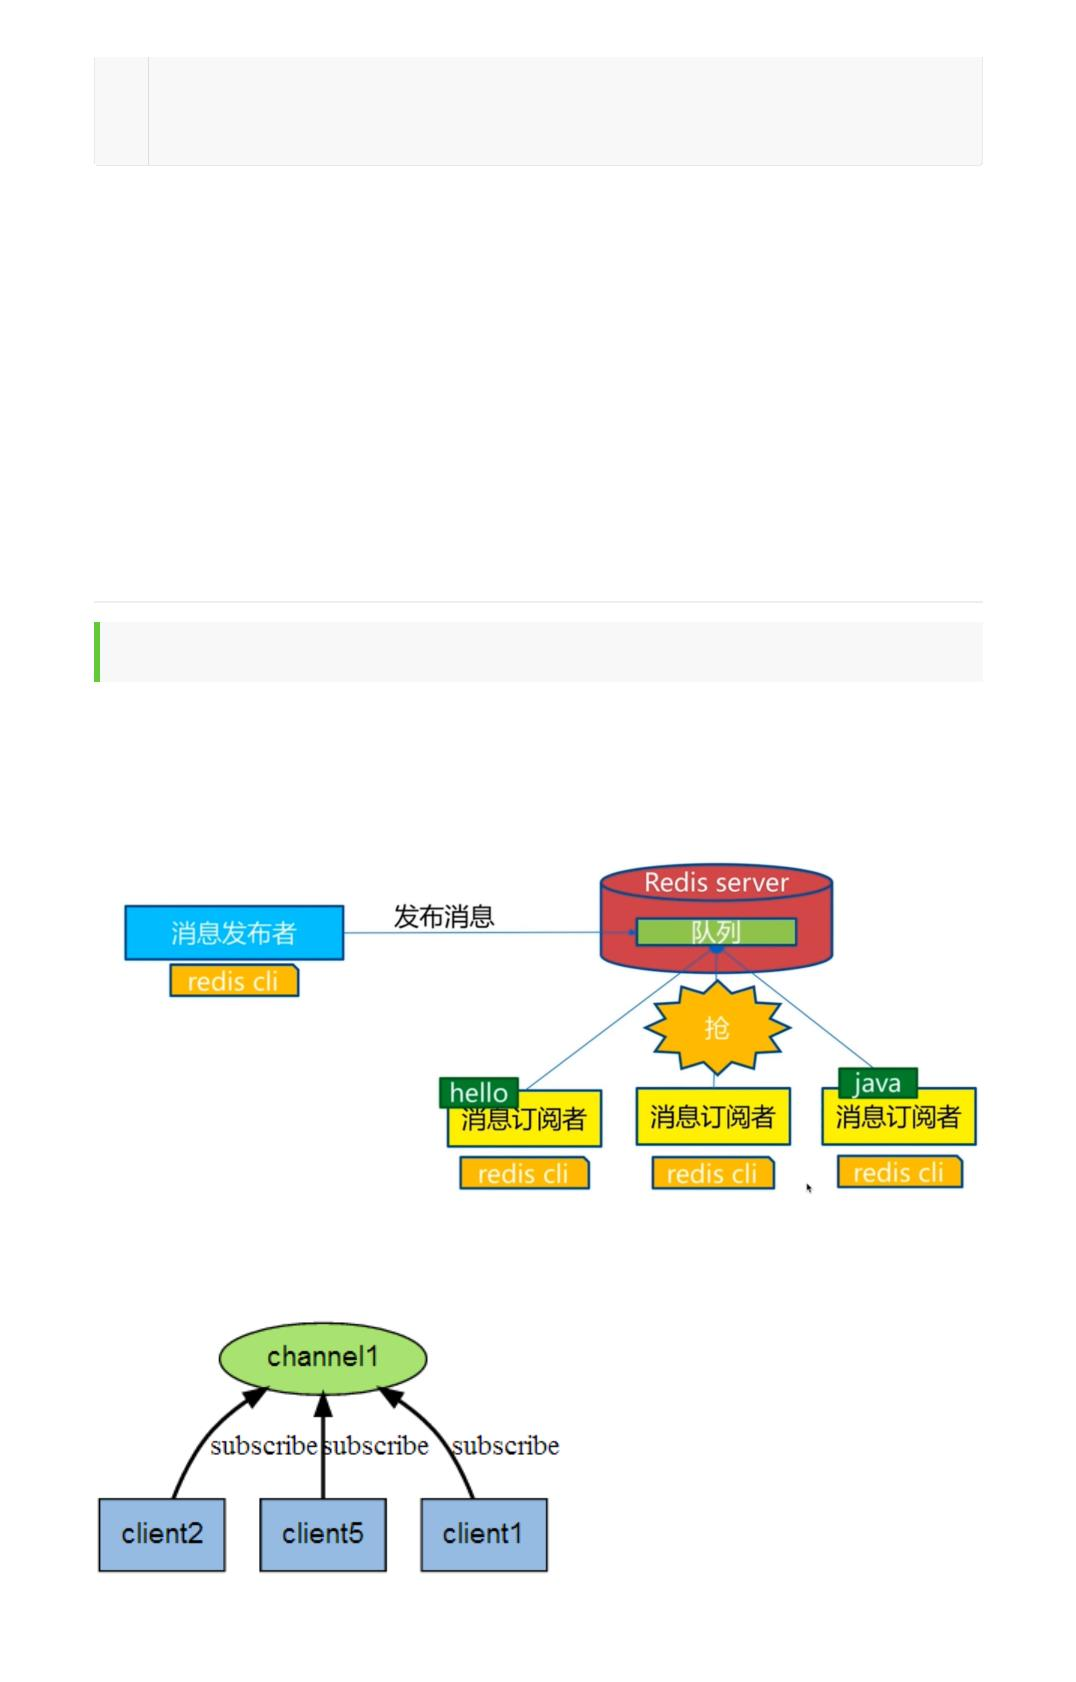 Redis server
发布消息
消息发布者
队列
redis cli
抢
hello
java
消息订阅者
消息订阅者
消息订阅者
redis cli
redis cli
redis cli
channel1
subscribe subscribe subscribe
client2
client5
client1